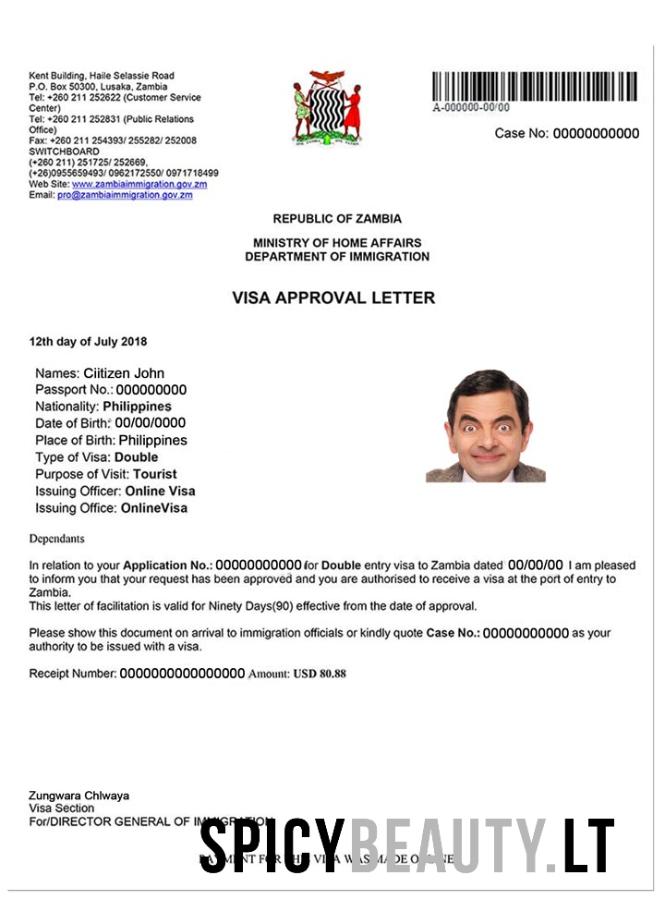 Kent Building, Haile Selassie Road
P.O. Box 50300, Lusaka, Zambia
Tel: +260 211 252622 (Customer Service
Center)
Tel: +260 211 252831 (Public Relations
Office)
Fax: +260 211 254393/ 255282/ 252008
SWITCHBOARD
(+260 211) 251725/ 252669,
(+26)0955659493/ 0962172550/ 0971718499
Web Site: www.zambiaimmigration.gov.zm
Email: pro@zambiaimmigration.gov.zm
A-000000-00/00
Case No: 00000000000
REPUBLIC OF ZAMBIA
MINISTRY OF HOME AFFAIRS
DEPARTMENT OF IMMIGRATION
VISA APPROVAL LETTER
12th day of July 2018
Names: Ciitizen John
Passport No.: 000000000
Nationality: Philippines
Date of Birth: 00/00/0000
Place of Birth: Philippines
Type of Visa: Double
Purpose of Visit: Tourist
Issuing Officer: Online Visa
Issuing Office: OnlineVisa
Dependants
In relation to your Application No.: 00000000000 for Double entry visa to Zambia dated 00/00/00 I am pleased
to inform you that your request has been approved and you are authorised to receive a visa at the port of entry to
Zambia.
This letter of facilitation is valid for Ninety Days(90) effective from the date of approval.
Please show this document on arrival to immigration officials or kindly quote Case No.: 00000000000 as your
authority to be issued with a visa.
Receipt Number: 0000000000000000 Amount: USD 80.88
Zungwara Chlwaya
Visa Section
For/DIRECTOR GENERAL OF IMMIGRATION
SPICYBEAUTY.LT
PAYMENT FOR THIS VISA WAS MADE ONLINE